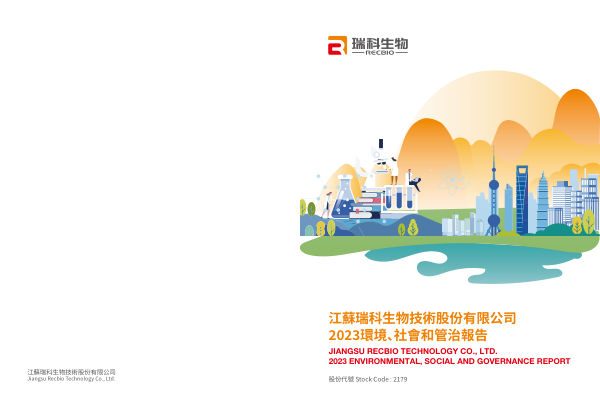 瑞科生物
RECBIO
江蘇瑞科生物技術股份有限公司
2023環境、社會和管治報告
JIANGSU RECBIO TECHNOLOGY CO., LTD.
2023 ENVIRONMENTAL, SOCIAL AND GOVERNANCE REPORT
股份代號 Stock Code : 2179
江蘇瑞科生物技術股份有限公司
Jiangsu Recbio Technology Co., Ltd.